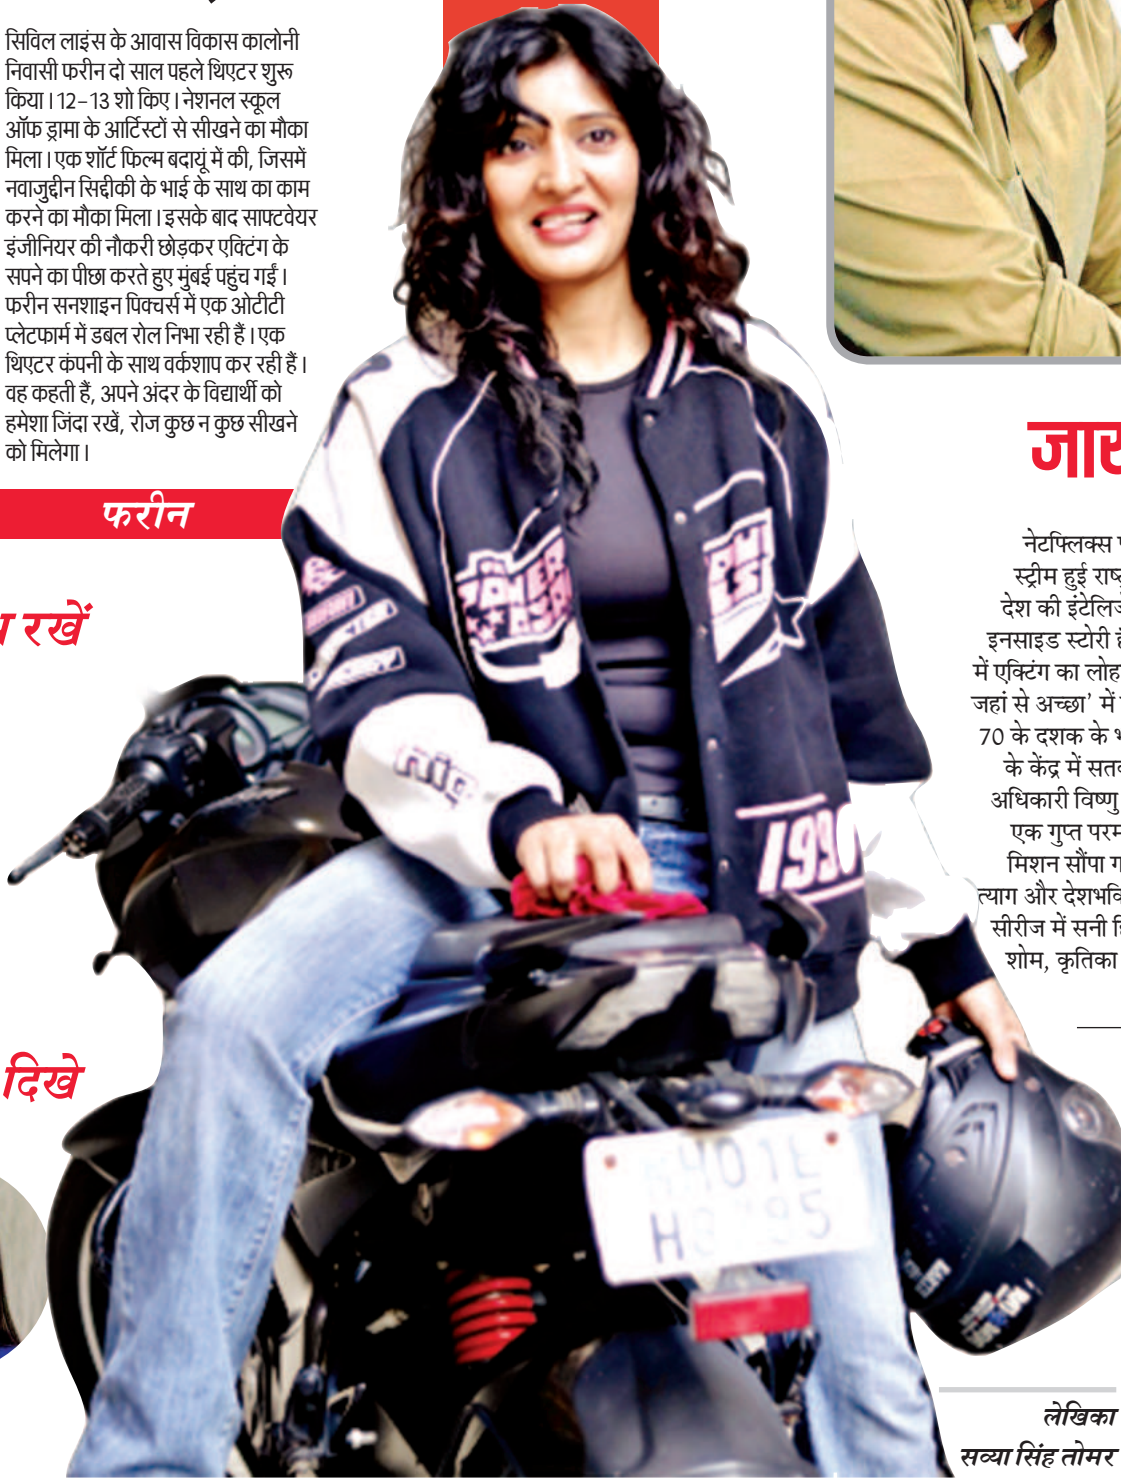 सिविल लाइंस के आवास विकास कालोनी
निवासी फरीन दो साल पहले थिएटर शुरू
किया। 12-13 शो किए। नेशनल स्कूल
ऑफ ड्रामा के आर्टिस्टों से सीखने का मौका
मिला। एक शॉर्ट फिल्म बदायूं में की, जिसमें
नवाजुद्दीन सिद्दीकी के भाई के साथ का काम
करने का मौका मिला। इसके बाद साफ्टवेयर
इंजीनियर की नौकरी छोड़कर एक्टिंग के
सपने का पीछा करते हुए मुंबई पहुंच गईं।
फरीन सनशाइन पिक्चर्स में एक ओटीटी
प्लेटफार्म में डबल रोल निभा रही हैं। एक
थिएटर कंपनी के साथ वर्कशाप कर रही हैं।
वह कहती हैं, अपने अंदर के विद्यार्थी को
हमेशा जिंदा रखें, रोज कुछ न कुछ सीखने
को मिलेगा।
फरीन
रखें
दिखे
नेटफ्लिक्स
स्ट्रीम हुई
देश की
इनसाइड स्टोरी
में एक्टिंग का
जहां से अच्छा' में
70 के दशक के
के केंद्र में
अधिकारी विष्णु
एक गुप्त
मिशन सौंपा
त्याग और
सीरीज में सनी
शोम, कृतिका
1990
लेखिका
सव्या सिंह तोमर